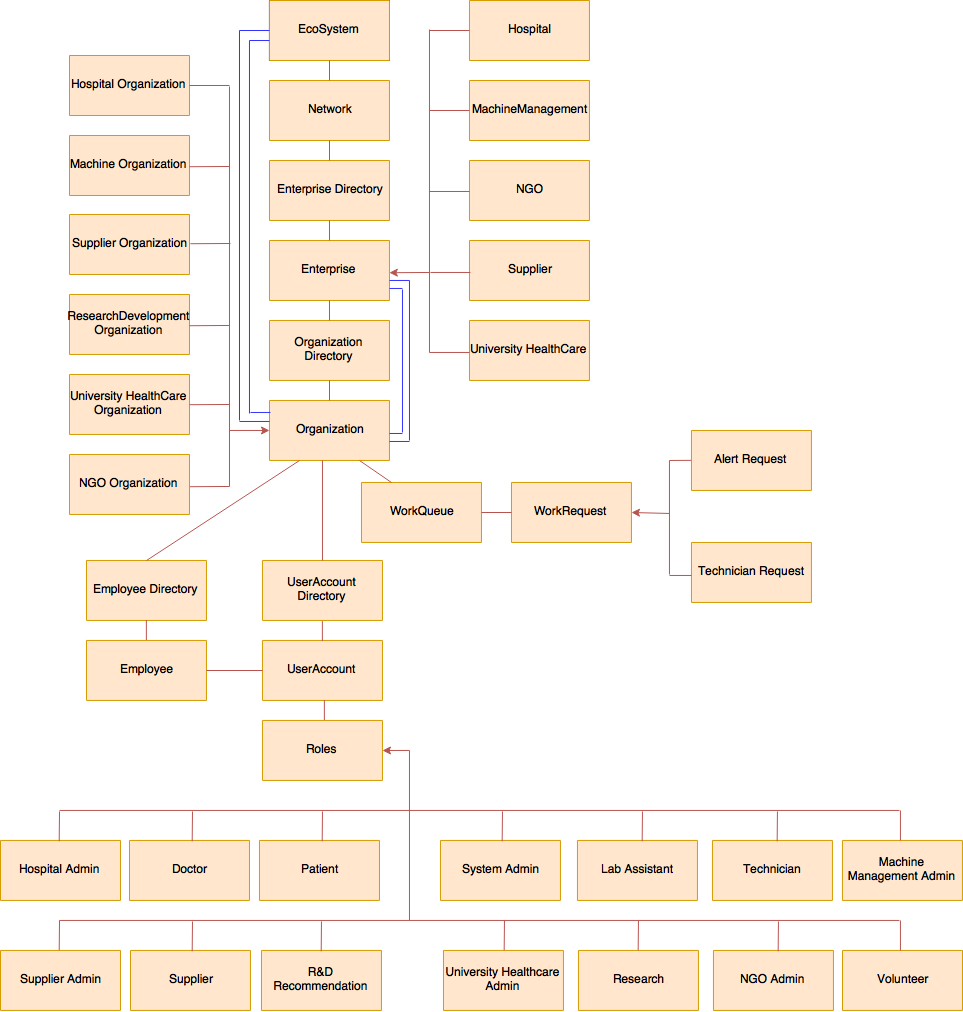 EcoSystem
Hospital
Hospital Organization
Network
MachineManagement
Machine Organization
Enterprise Directory
NGO
Supplier Organization
Enterprise
Supplier
ResearchDevelopment
Organization
Organization
Directory
University HealthCare
University HealthCare
Organization
Organization
NGO Organization
Alert Request
WorkQueue
WorkRequest
Technician Request
Employee Directory
UserAccount
Directory
Employee
UserAccount
Roles
Hospital Admin
Doctor
Patient
System Admin
Lab Assistant
Technician
Machine
Management Admin
Supplier Admin
Supplier
R&D
Recommendation
University Healthcare
Admin
Research
NGO Admin
Volunteer